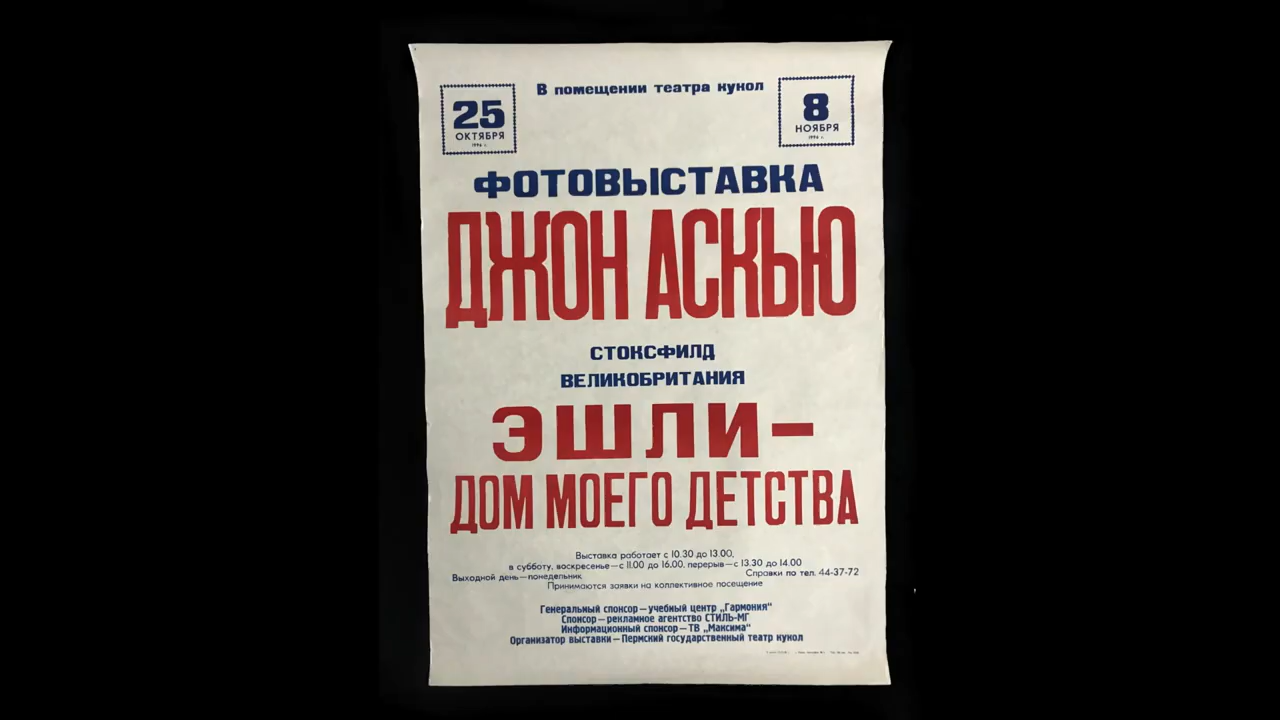 В помещении театра кукол
25
ОКТЯБРЯ
1996 г.
8
НОЯБРЯ
1996 г.
ФОТОВЫСТАВКА
ДЖОН АСКЬЮ
СТОКСФИЛД
ВЕЛИКОБРИТАНИЯ
ЭШЛИ–
ДОМ МОЕГО ДЕТСТВА
Выставка работает с 10.30 до 13.00,
в субботу, воскресенье—с 11.00 до 16.00, перерыв—с 13.30 до 14.00
Выходной день—понедельник Справки по тел. 44-37-72
Принимаются заявки на коллективное посещение
Генеральный спонсор—учебный центр „Гармония"
Спонсор—рекламное агентство СТИЛЬ-МГ
Информационный спонсор—ТВ „Максима"
Организатор выставки—Пермский государственный театр кукол